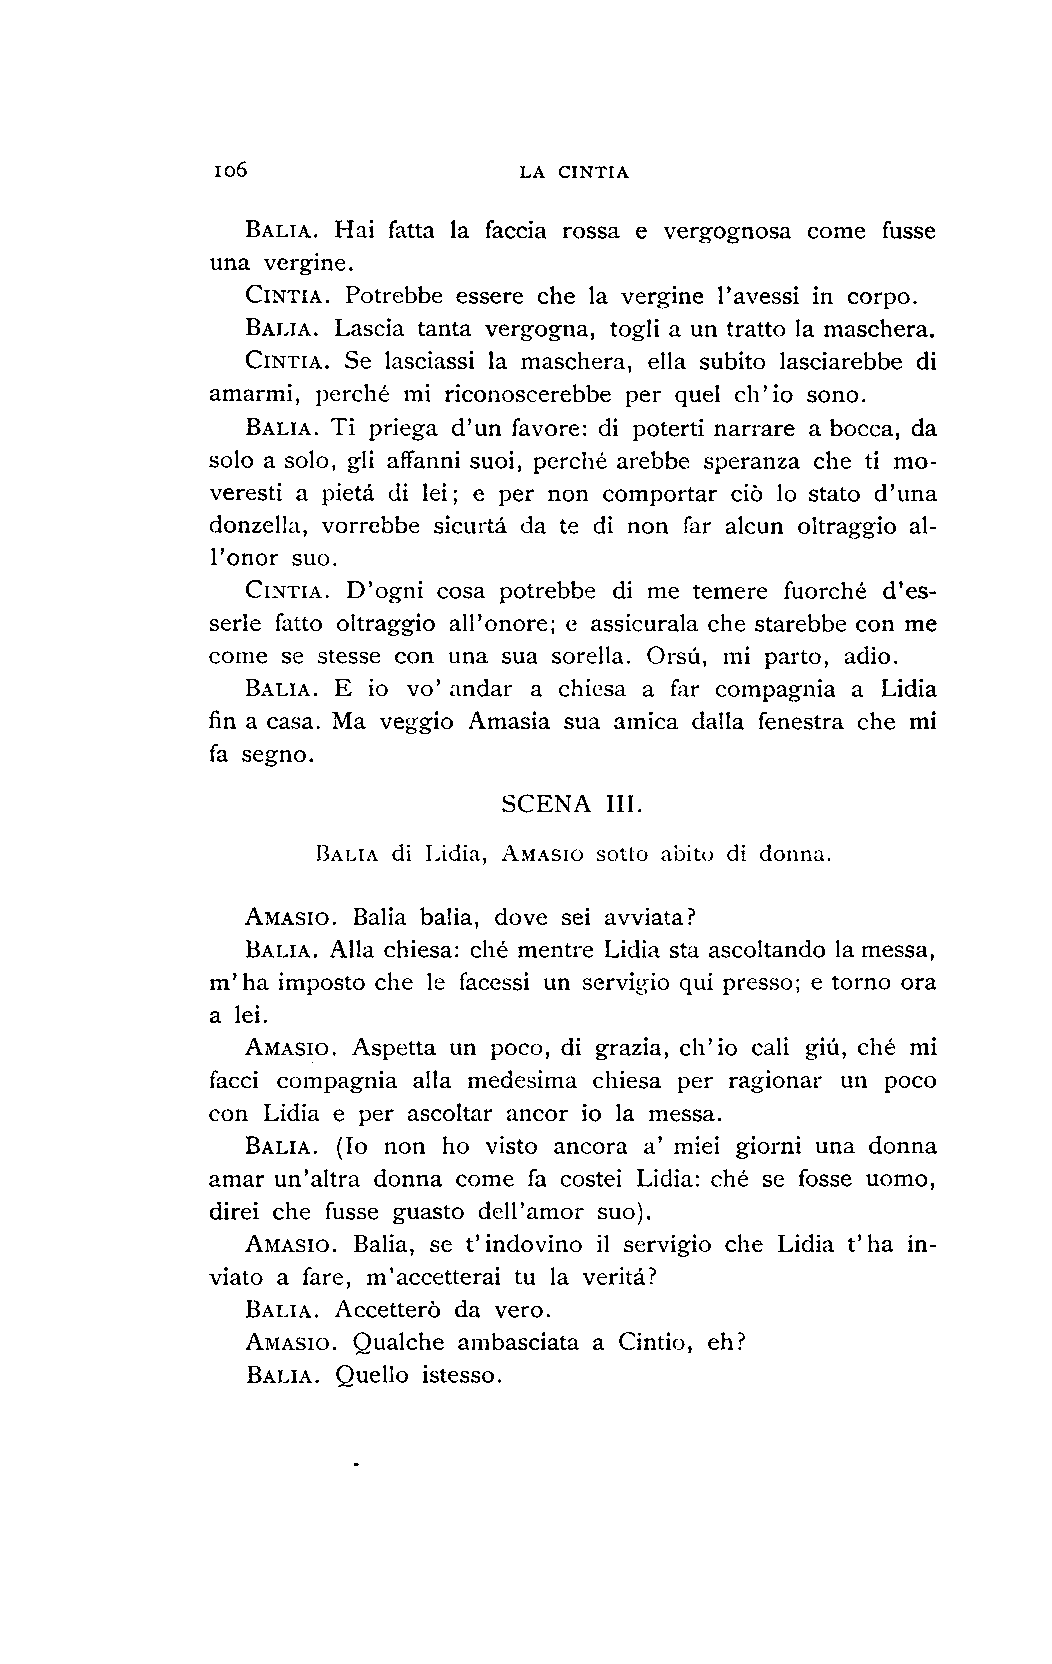 106 LA CINTIA
BALIA. Hai fatta la faccia rossa e vergognosa come fusse
una vergine.
CINTIA. Potrebbe essere che la vergine l'avessi in corpo.
BALIA. Lascia tanta vergogna, togli a un tratto la maschera.
CINTIA. Se lasciassi la maschera, ella subito lasciarebbe di
amarmi, perché mi riconoscerebbe per quel ch'io sono.
BALIA. Ti priega d'un favore: di poterti narrare a bocca, da
solo a solo, gli affanni suoi, perché arebbe speranza che ti mo-
veresti a pietá di lei; e per non comportar ciò lo stato d'una
donzella, vorrebbe sicurtá da te di non far alcun oltraggio al-
l'onor suo.
CINTIA. D'ogni cosa potrebbe di me temere fuorché d'es-
serle fatto oltraggio all'onore; e assicurala che starebbe con me
come se stesse con una sua sorella. Orsú, mi parto, adio.
BALIA. E io vo' andar a chiesa a far compagnia a Lidia
fin a casa. Ma veggio Amasia sua amica dalla fenestra che mi
fa segno.
SCENA III.
BALIA di Lidia, AMASIO sotto abito di donna.
AMASIO. Balia balia, dove sei avviata?
BALIA. Alla chiesa: ché mentre Lidia sta ascoltando la messa,
m'ha imposto che le facessi un servigio qui presso; e torno ora
a lei.
AMASIO. Aspetta un poco, di grazia, ch'io cali giú, ché mi
facci compagnia alla medesima chiesa per ragionar un poco
con Lidia e per ascoltar ancor io la messa.
BALIA. (Io non ho visto ancora a' miei giorni una donna
amar un'altra donna come fa costei Lidia: ché se fosse uomo,
direi che fusse guasto dell'amor suo).
AMASIO. Balia, se t'indovino il servigio che Lidia t'ha in-
viato a fare, m'accetterai tu la veritá?
BALIA. Accetterò da vero.
AMASIO. Qualche ambasciata a Cintio, eh?
BALIA. Quello istesso.